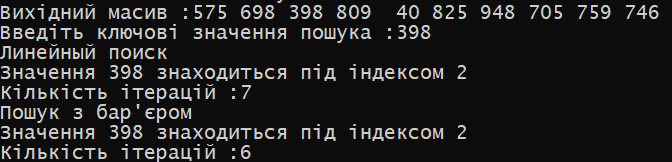 Вихідний масив :575 698 398 809  40 825 948 705 759 746
Введіть ключові значення пошука :398
Линейный поиск
Значення 398 знаходиться під індексом 2
Кількість ітерацій :7
Пошук з бар'єром
Значення 398 знаходиться під індексом 2
Кількість ітерацій :6